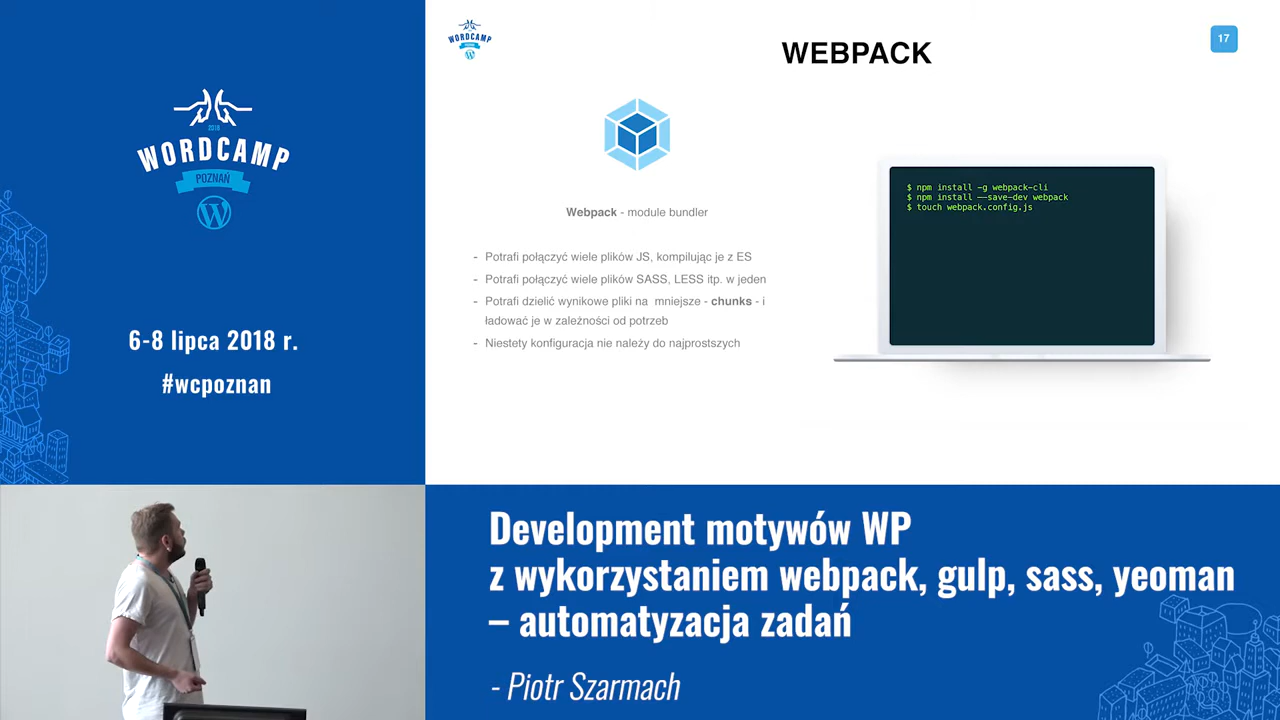 2018
WORDCAMP
POZNAŃ
W
6-8 lipca 2018 r.
#wcpoznan
WORDCAMP
WEBPACK
17
Webpack - module bundler
- Potrafi połączyć wiele plików JS, kompilując je z ES
- Potrafi połączyć wiele plików SASS, LESS itp. w jeden
- Potrafi dzielić wynikowe pliki na mniejsze - chunks - i
ładować je w zależności od potrzeb
- Niestety konfiguracja nie należy do najprostszych
$ npm install -g webpack-cli
$ npm install —save-dev webpack
$ touch webpack.config.js
Development motywów WP
z wykorzystaniem webpack, gulp, sass, yeoman
– automatyzacja zadań
- Piotr Szarmach